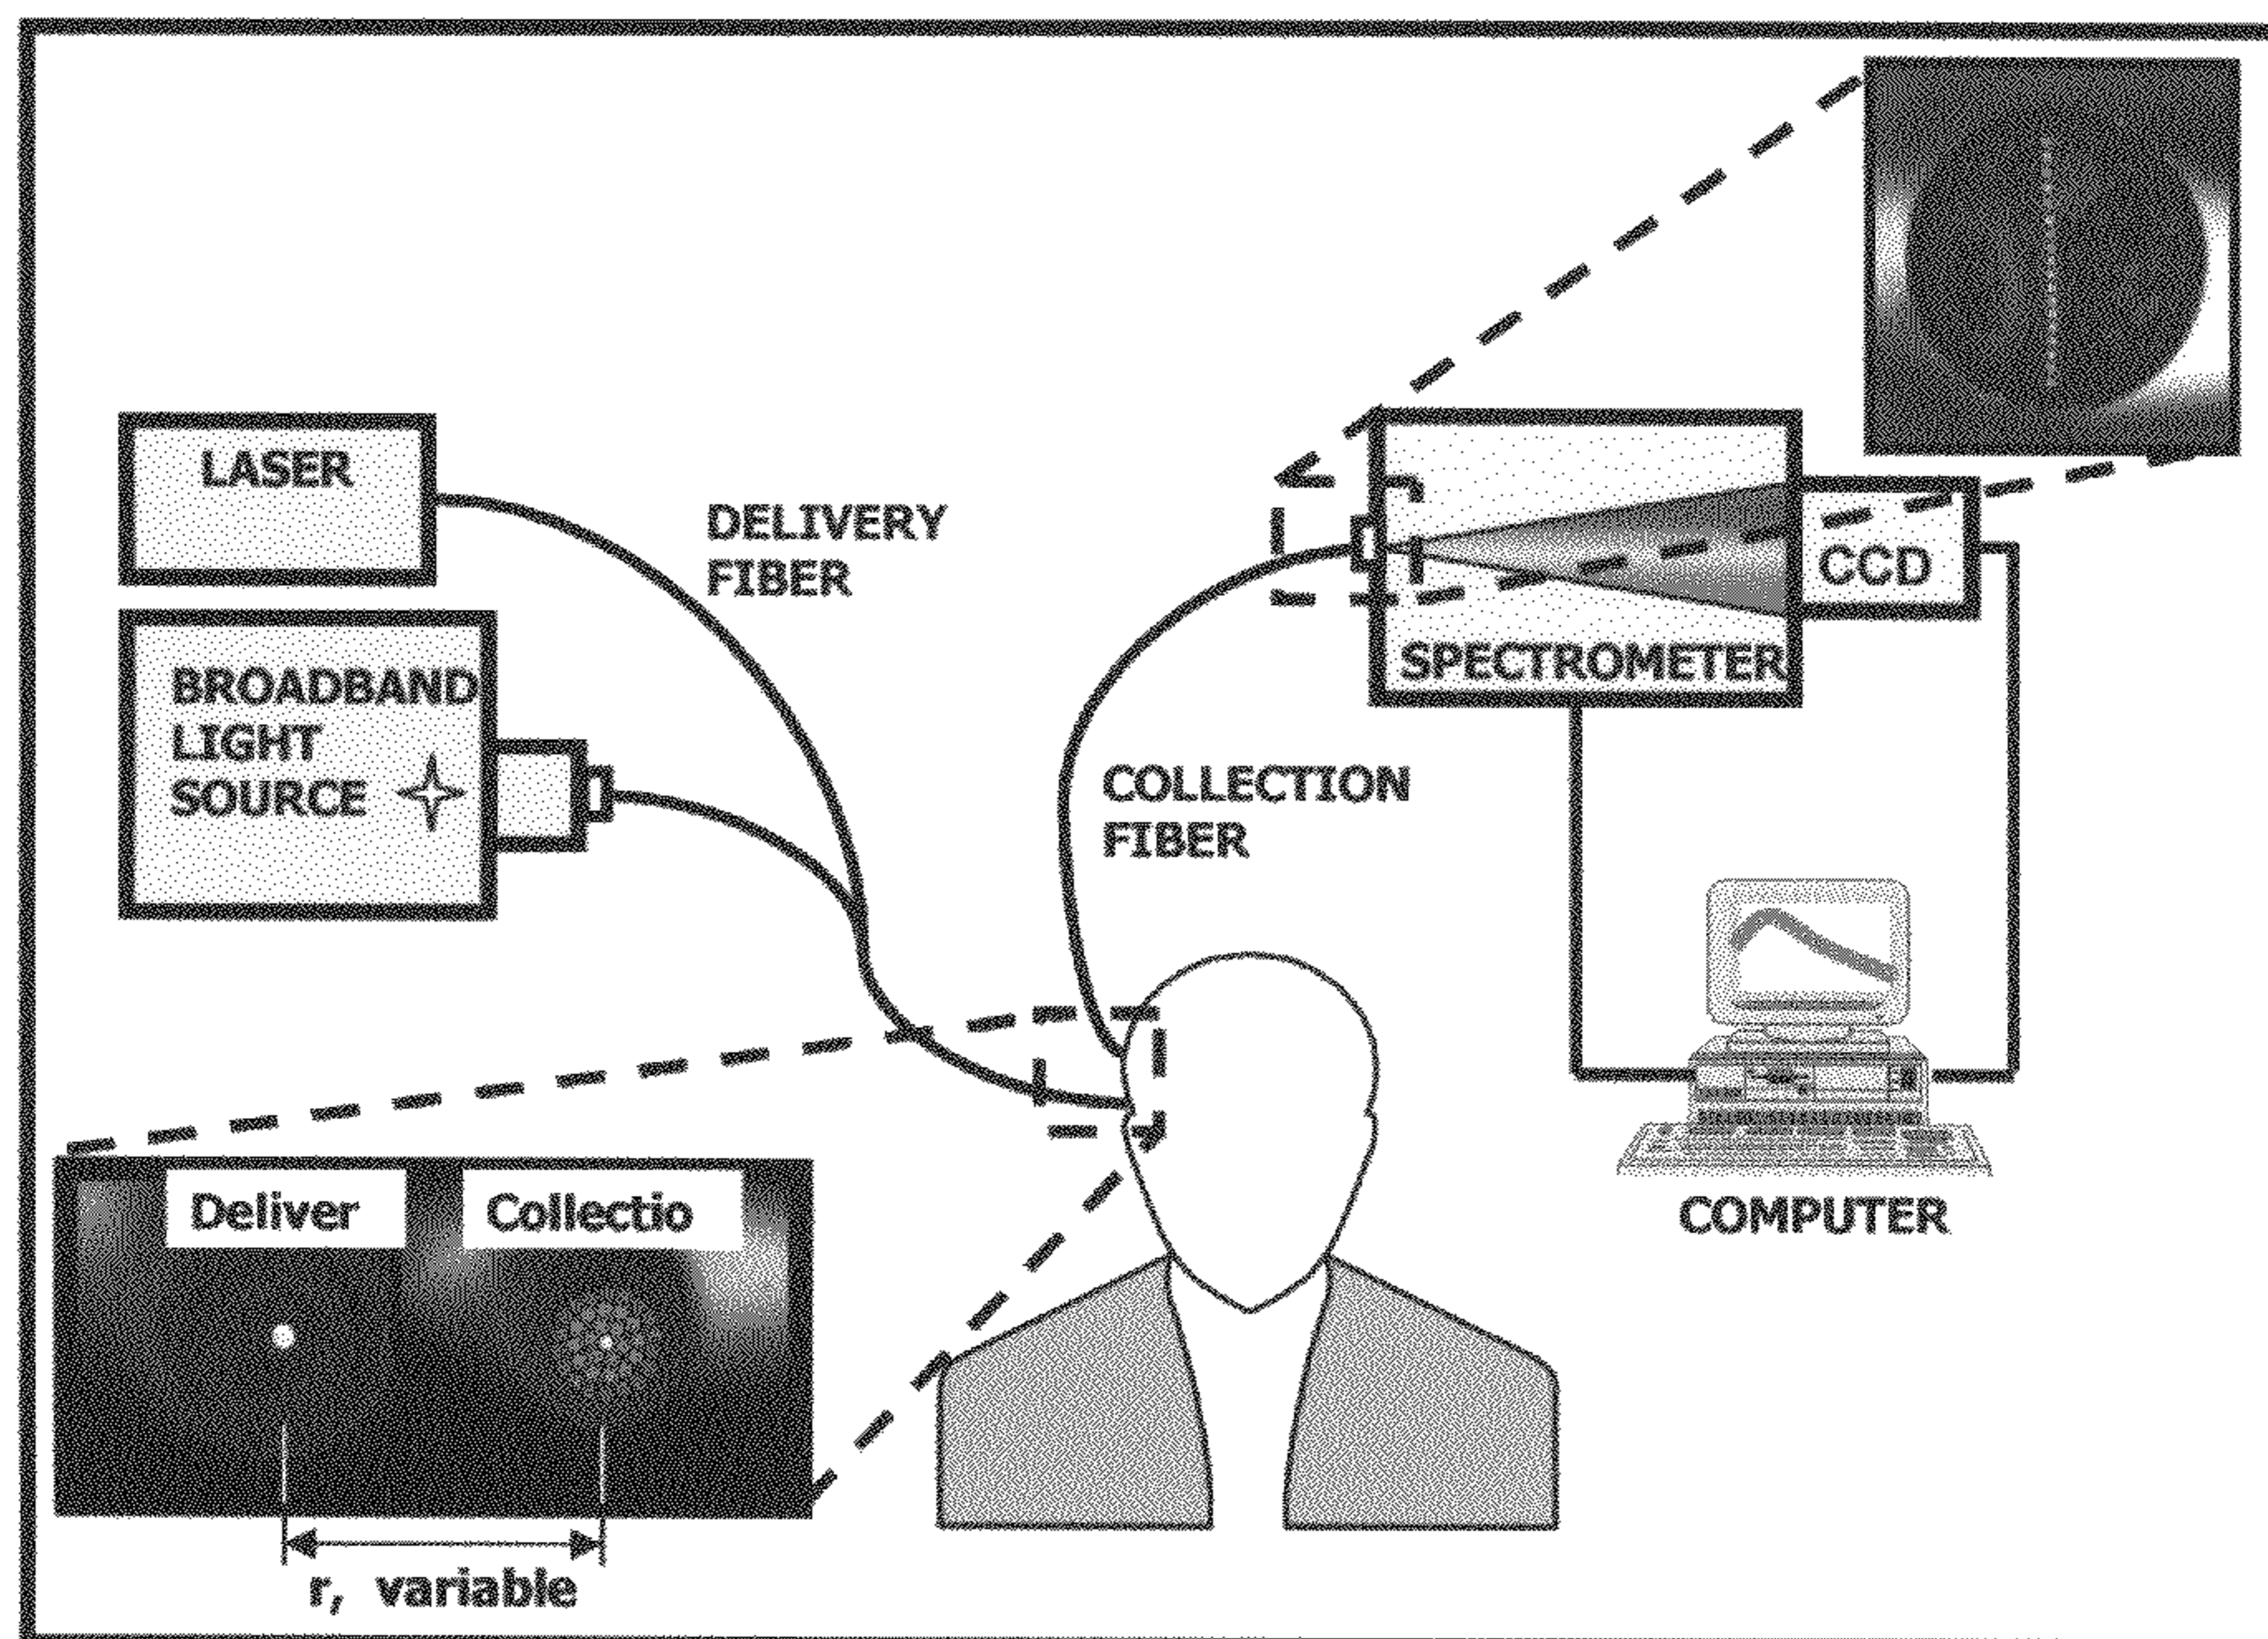 LASER
DELIVERY
FIBER
BROADBAND
LIGHT
SOURCE
CCD
SPECTROMETER
COLLECTION
FIBER
COMPUTER
Deliver
Collectio
r, variable